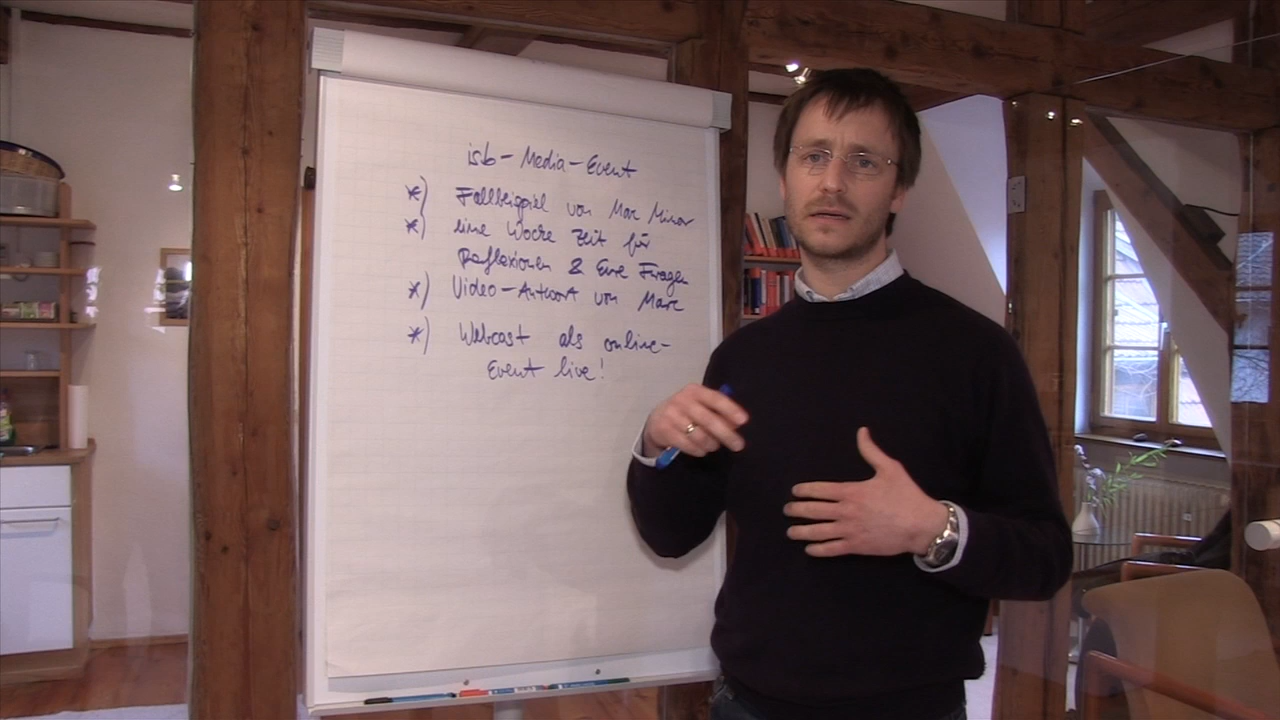 isb-Media-Event
*) Fallbeispiel von Marc Minor
*) eine Woche Zeit für
Reflexionen & Eure Fragen
*) Video-Antwort von Marc
*) Webcast als online-
Event live!